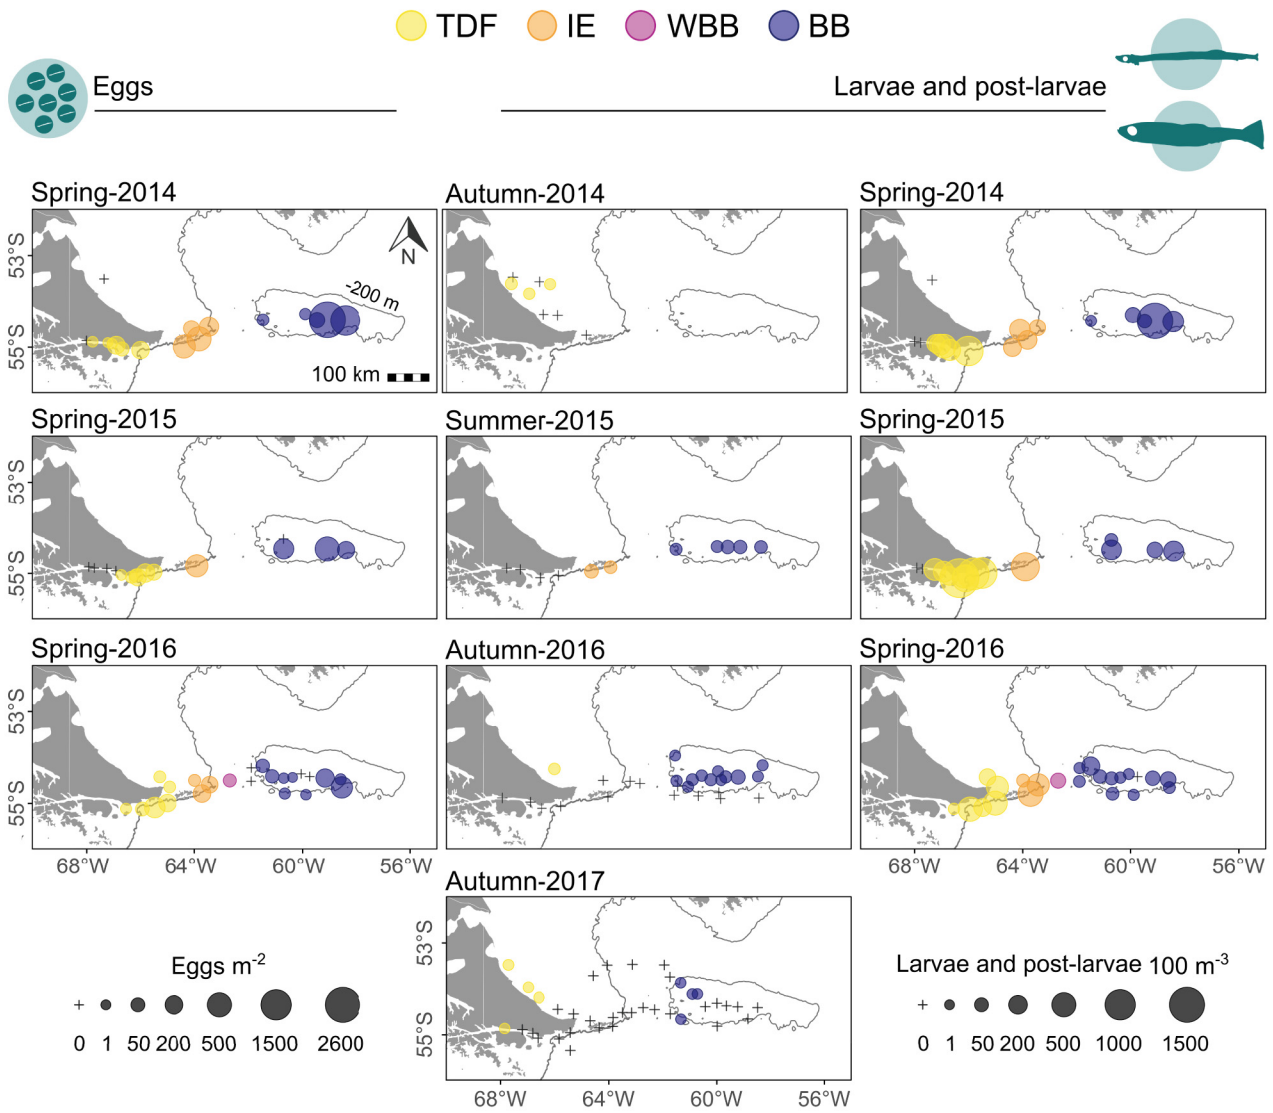 TDF IE WBB BB
Eggs
Larvae and post-larvae
Spring-2014 Autumn-2014 Spring-2014
53°S
N
-200 m
55°S
100 km
Spring-2015 Summer-2015 Spring-2015
53°S
55°S
Spring-2016 Autumn-2016 Spring-2016
53°S
55°S
68°W 64°W 60°W 56°W 68°W 64°W 60°W 56°W
Autumn-2017
53°S
55°S
68°W 64°W 60°W 56°W
Eggs m-2
0 1 50 200 500 1500 2600
Larvae and post-larvae 100 m-3
0 1 50 200 500 1000 1500